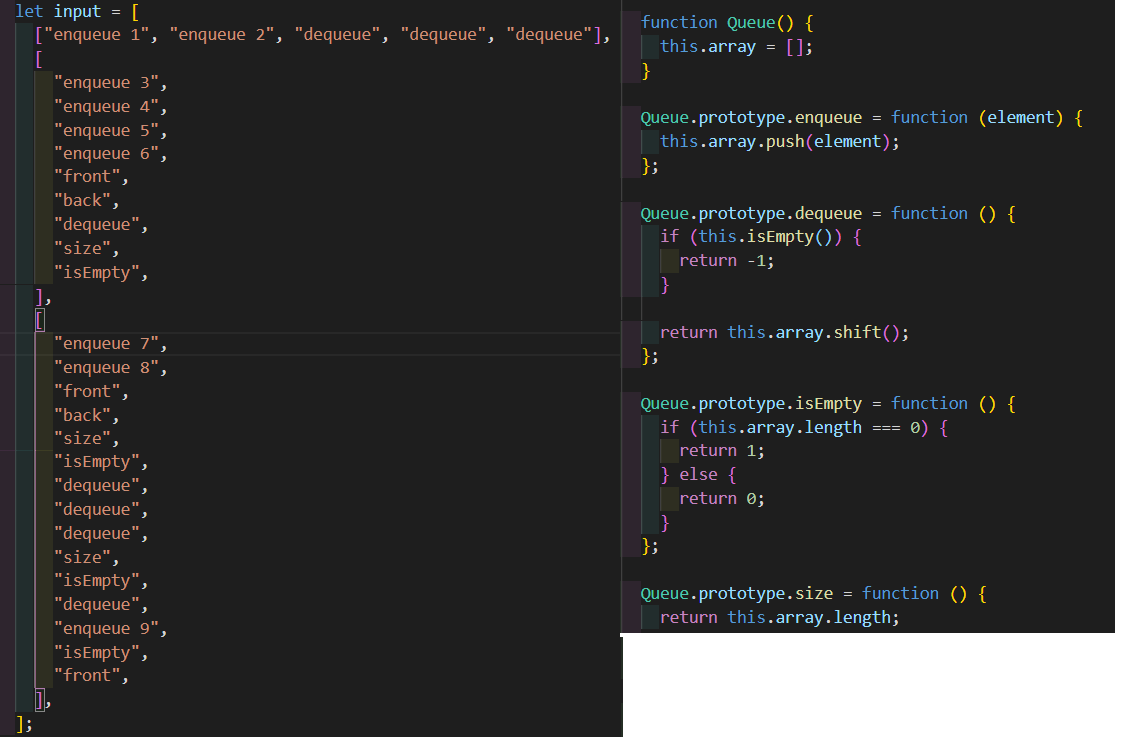 let input = [
["enqueue 1", "enqueue 2", "dequeue", "dequeue", "dequeue"],
[
"enqueue 3",
"enqueue 4",
"enqueue 5",
"enqueue 6",
"front",
"back",
"dequeue",
"size",
"isEmpty",
],
[
"enqueue 7",
"enqueue 8",
"front",
"back",
"size",
"isEmpty",
"dequeue",
"dequeue",
"dequeue",
"size",
"isEmpty",
"dequeue",
"enqueue 9",
"isEmpty",
"front",
],
];
function Queue() {
this.array = [];
}
Queue.prototype.enqueue = function (element) {
this.array.push(element);
};
Queue.prototype.dequeue = function () {
if (this.isEmpty()) {
return -1;
}
return this.array.shift();
};
Queue.prototype.isEmpty = function () {
if (this.array.length === 0) {
return 1;
} else {
return 0;
}
};
Queue.prototype.size = function () {
return this.array.length;